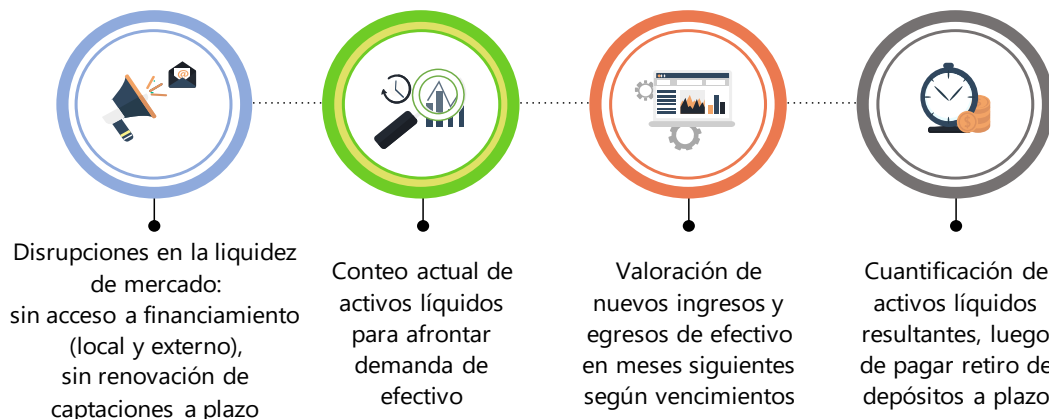 Disrupciones en la liquidez
de mercado:
sin acceso a financiamiento
(local y externo),
sin renovación de
captaciones a plazo
Conteo actual de
activos líquidos
para afrontar
demanda de
efectivo
Valoración de
nuevos ingresos y
egresos de efectivo
en meses siguientes
según vencimientos
Cuantificación de
activos líquidos
resultantes, luego
de pagar retiro de
depósitos a plazo